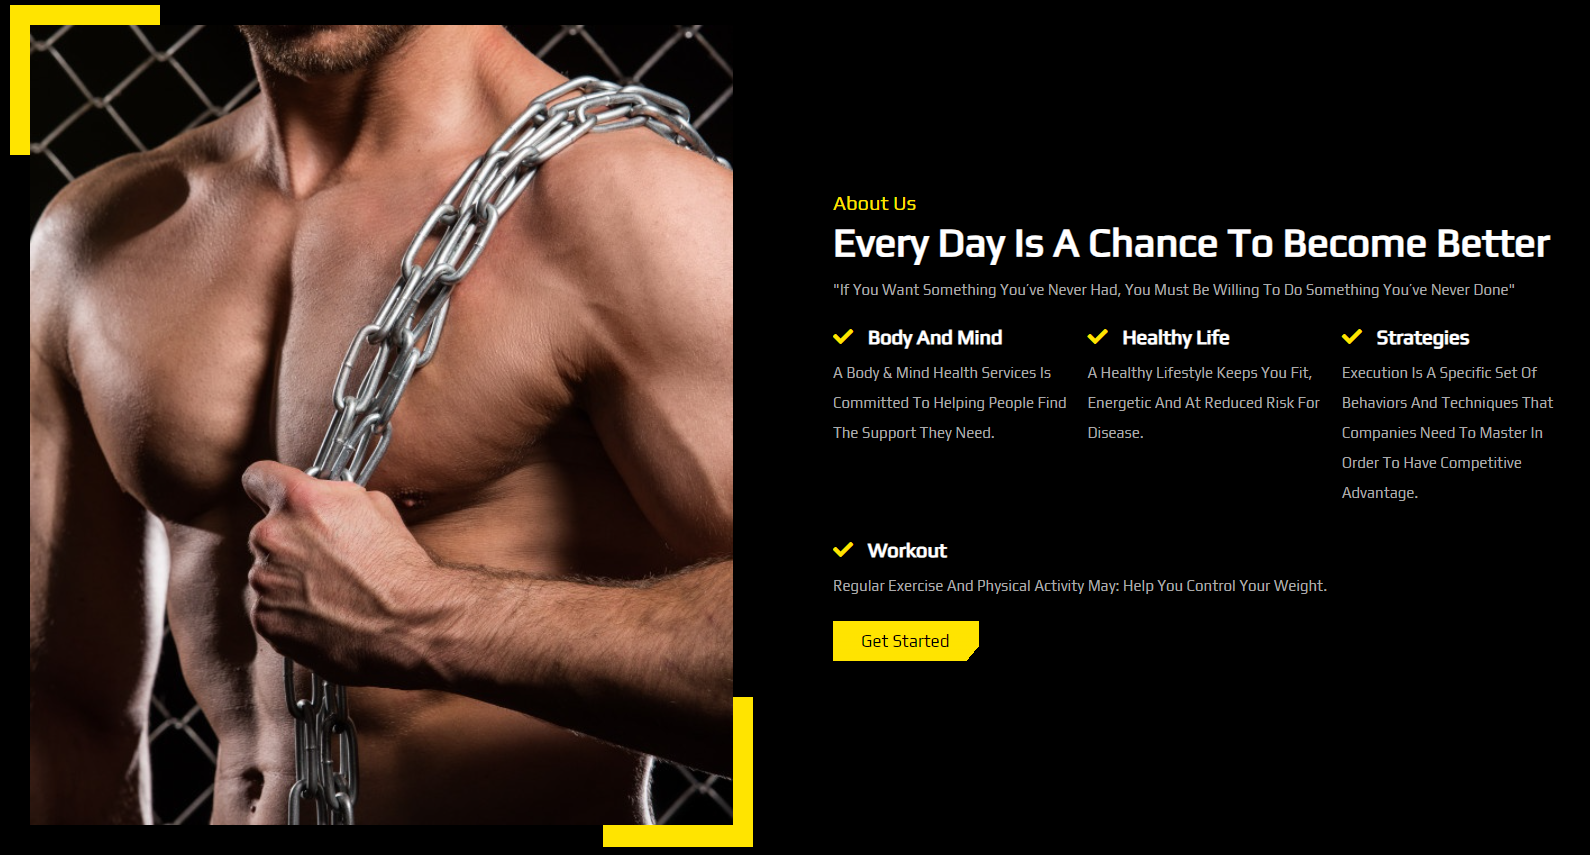 About Us
Every Day Is A Chance To Become Better
"If You Want Something You've Never Had, You Must Be Willing To Do Something You've Never Done"
Body And Mind
A Body & Mind Health Services Is
Committed To Helping People Find
The Support They Need.
Healthy Life
A Healthy Lifestyle Keeps You Fit,
Energetic And At Reduced Risk For
Disease.
Strategies
Execution Is A Specific Set Of
Behaviors And Techniques That
Companies Need To Master In
Order To Have Competitive
Advantage.
Workout
Regular Exercise And Physical Activity May: Help You Control Your Weight.
Get Started